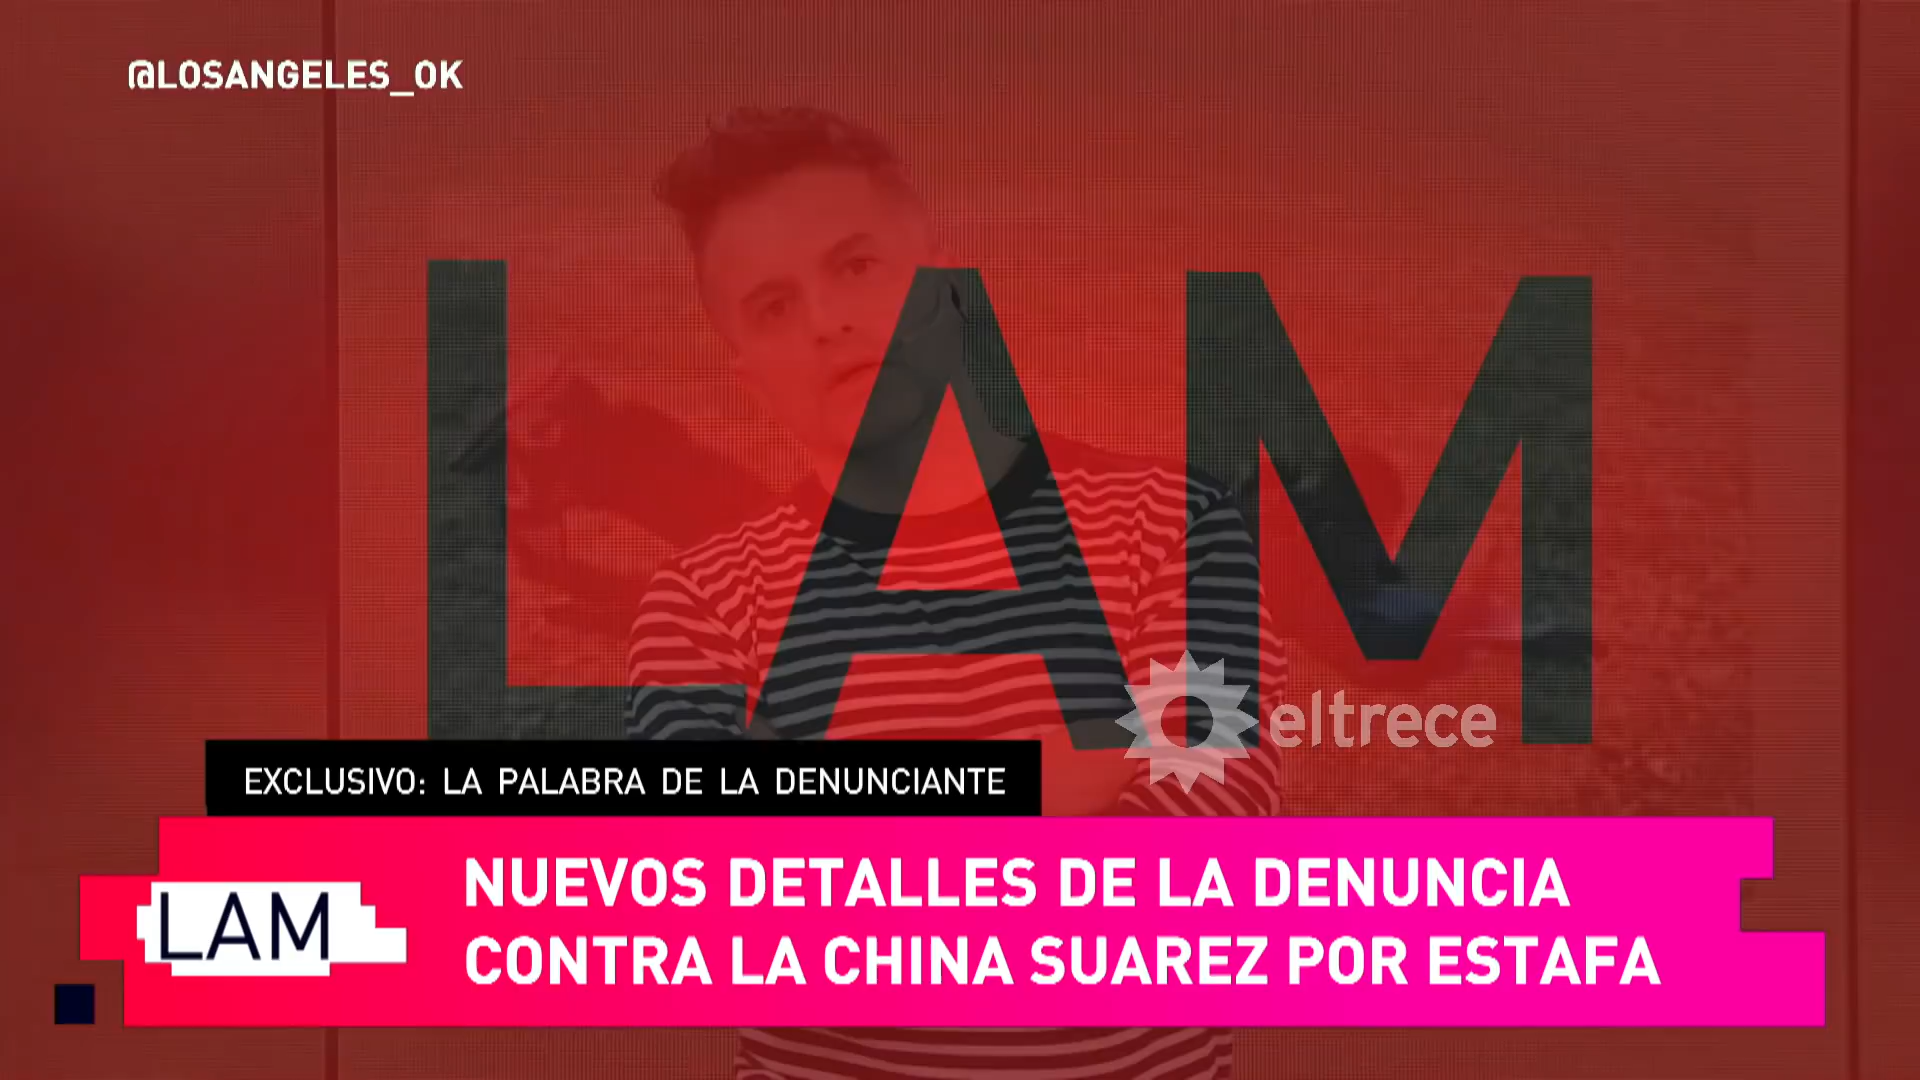 @LOSANGELES_OK
LAM
eltrece
EXCLUSIVO: LA PALABRA DE LA DENUNCIANTE
LAM
NUEVOS DETALLES DE LA DENUNCIA
CONTRA LA CHINA SUAREZ POR ESTAFA